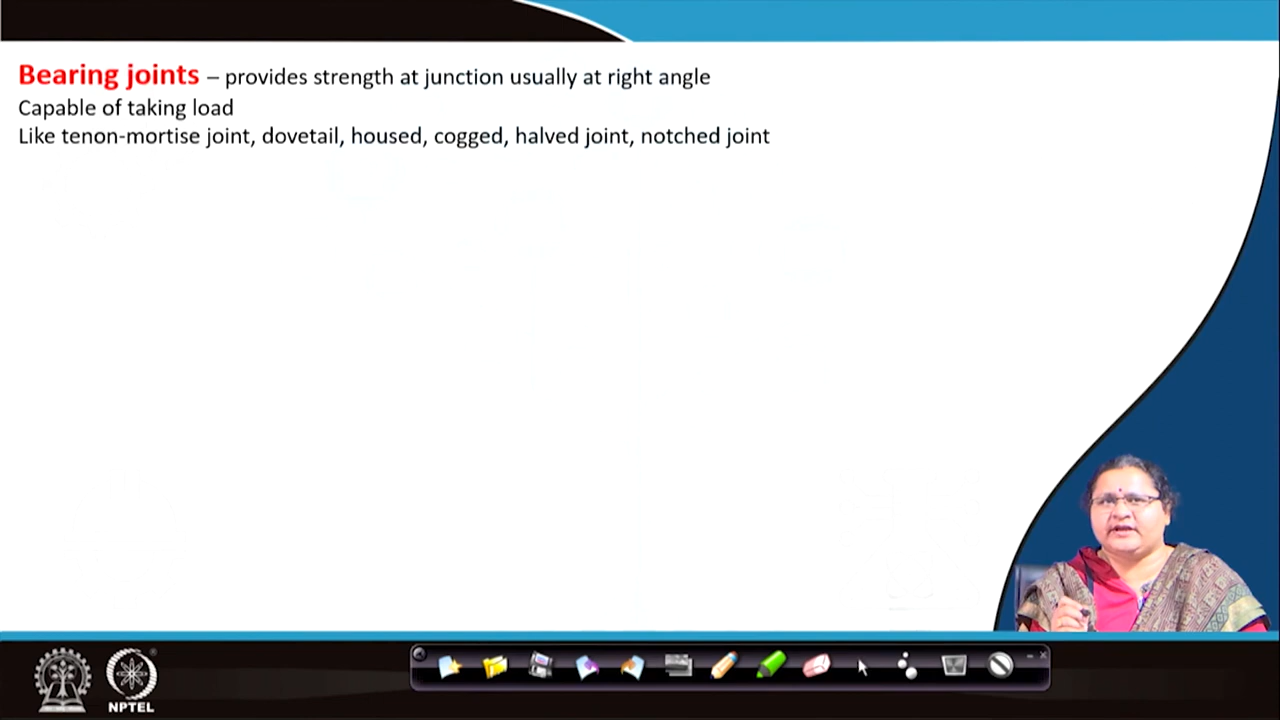 Bearing joints – provides strength at junction usually at right angle
Capable of taking load
Like tenon-mortise joint, dovetail, housed, cogged, halved joint, notched joint
NPTEL